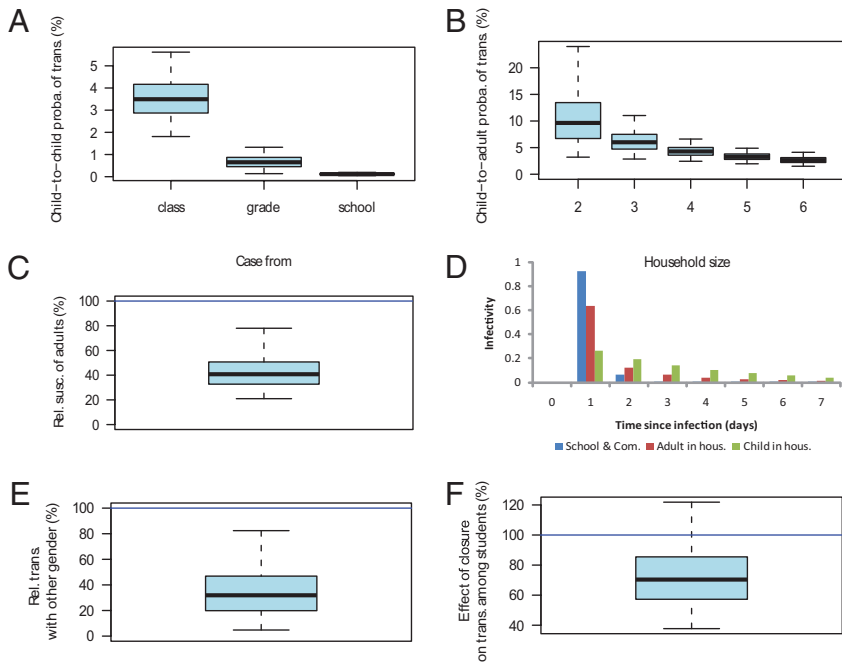 A
Child-to-child proba. of trans. (%)
5
4
3
2
1
0
class
grade
school
Case from
B
Child-to-adult proba. of trans. (%)
20
15
10
5
0
2
3
4
5
6
Household size
C
Rel. susc. of adults (%)
100
80
60
40
20
0
D
Infectivity
1
0.8
0.6
0.4
0.2
0
0
1
2
3
4
5
6
7
Time since infection (days)
School & Com.
Adult in hous.
Child in hous.
E
Rel. trans.
with other gender (%)
100
80
60
40
20
0
F
Effect of closure
on trans. among students (%)
120
100
80
60
40